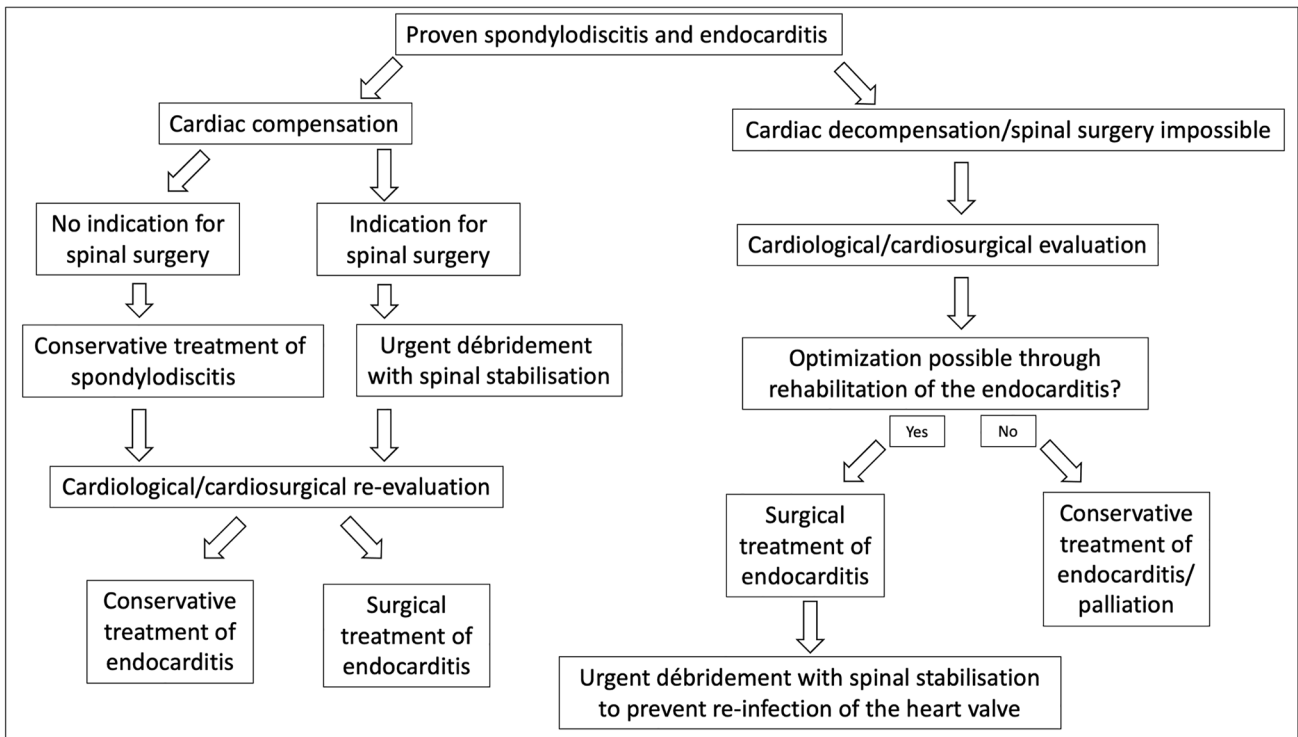 Proven spondylodiscitis and endocarditis
Cardiac compensation
Cardiac decompensation/spinal surgery impossible
No indication for
spinal surgery
Indication for
spinal surgery
Cardiological/cardiosurgical evaluation
Conservative treatment of
spondylodiscitis
Urgent débridement
with spinal stabilisation
Optimization possible through
rehabilitation of the endocarditis?
Yes
No
Cardiological/cardiosurgical re-evaluation
Surgical
treatment of
endocarditis
Conservative
treatment of
endocarditis/
palliation
Conservative
treatment of
endocarditis
Surgical
treatment of
endocarditis
Urgent débridement with spinal stabilisation
to prevent re-infection of the heart valve